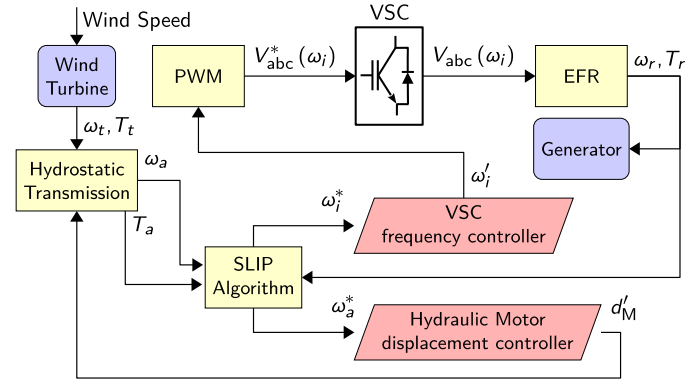 VSC
Wind Speed
Wind
Turbine
PWM
V*abc (ωi)
Vabc (ωi)
EFR
ωr, Tr
ωt, Tt
Hydrostatic
Transmission
ωa
Generator
ω′i
ω*i
VSC
frequency controller
Ta
SLIP
Algorithm
ω*a
Hydraulic Motor
displacement controller
d′M